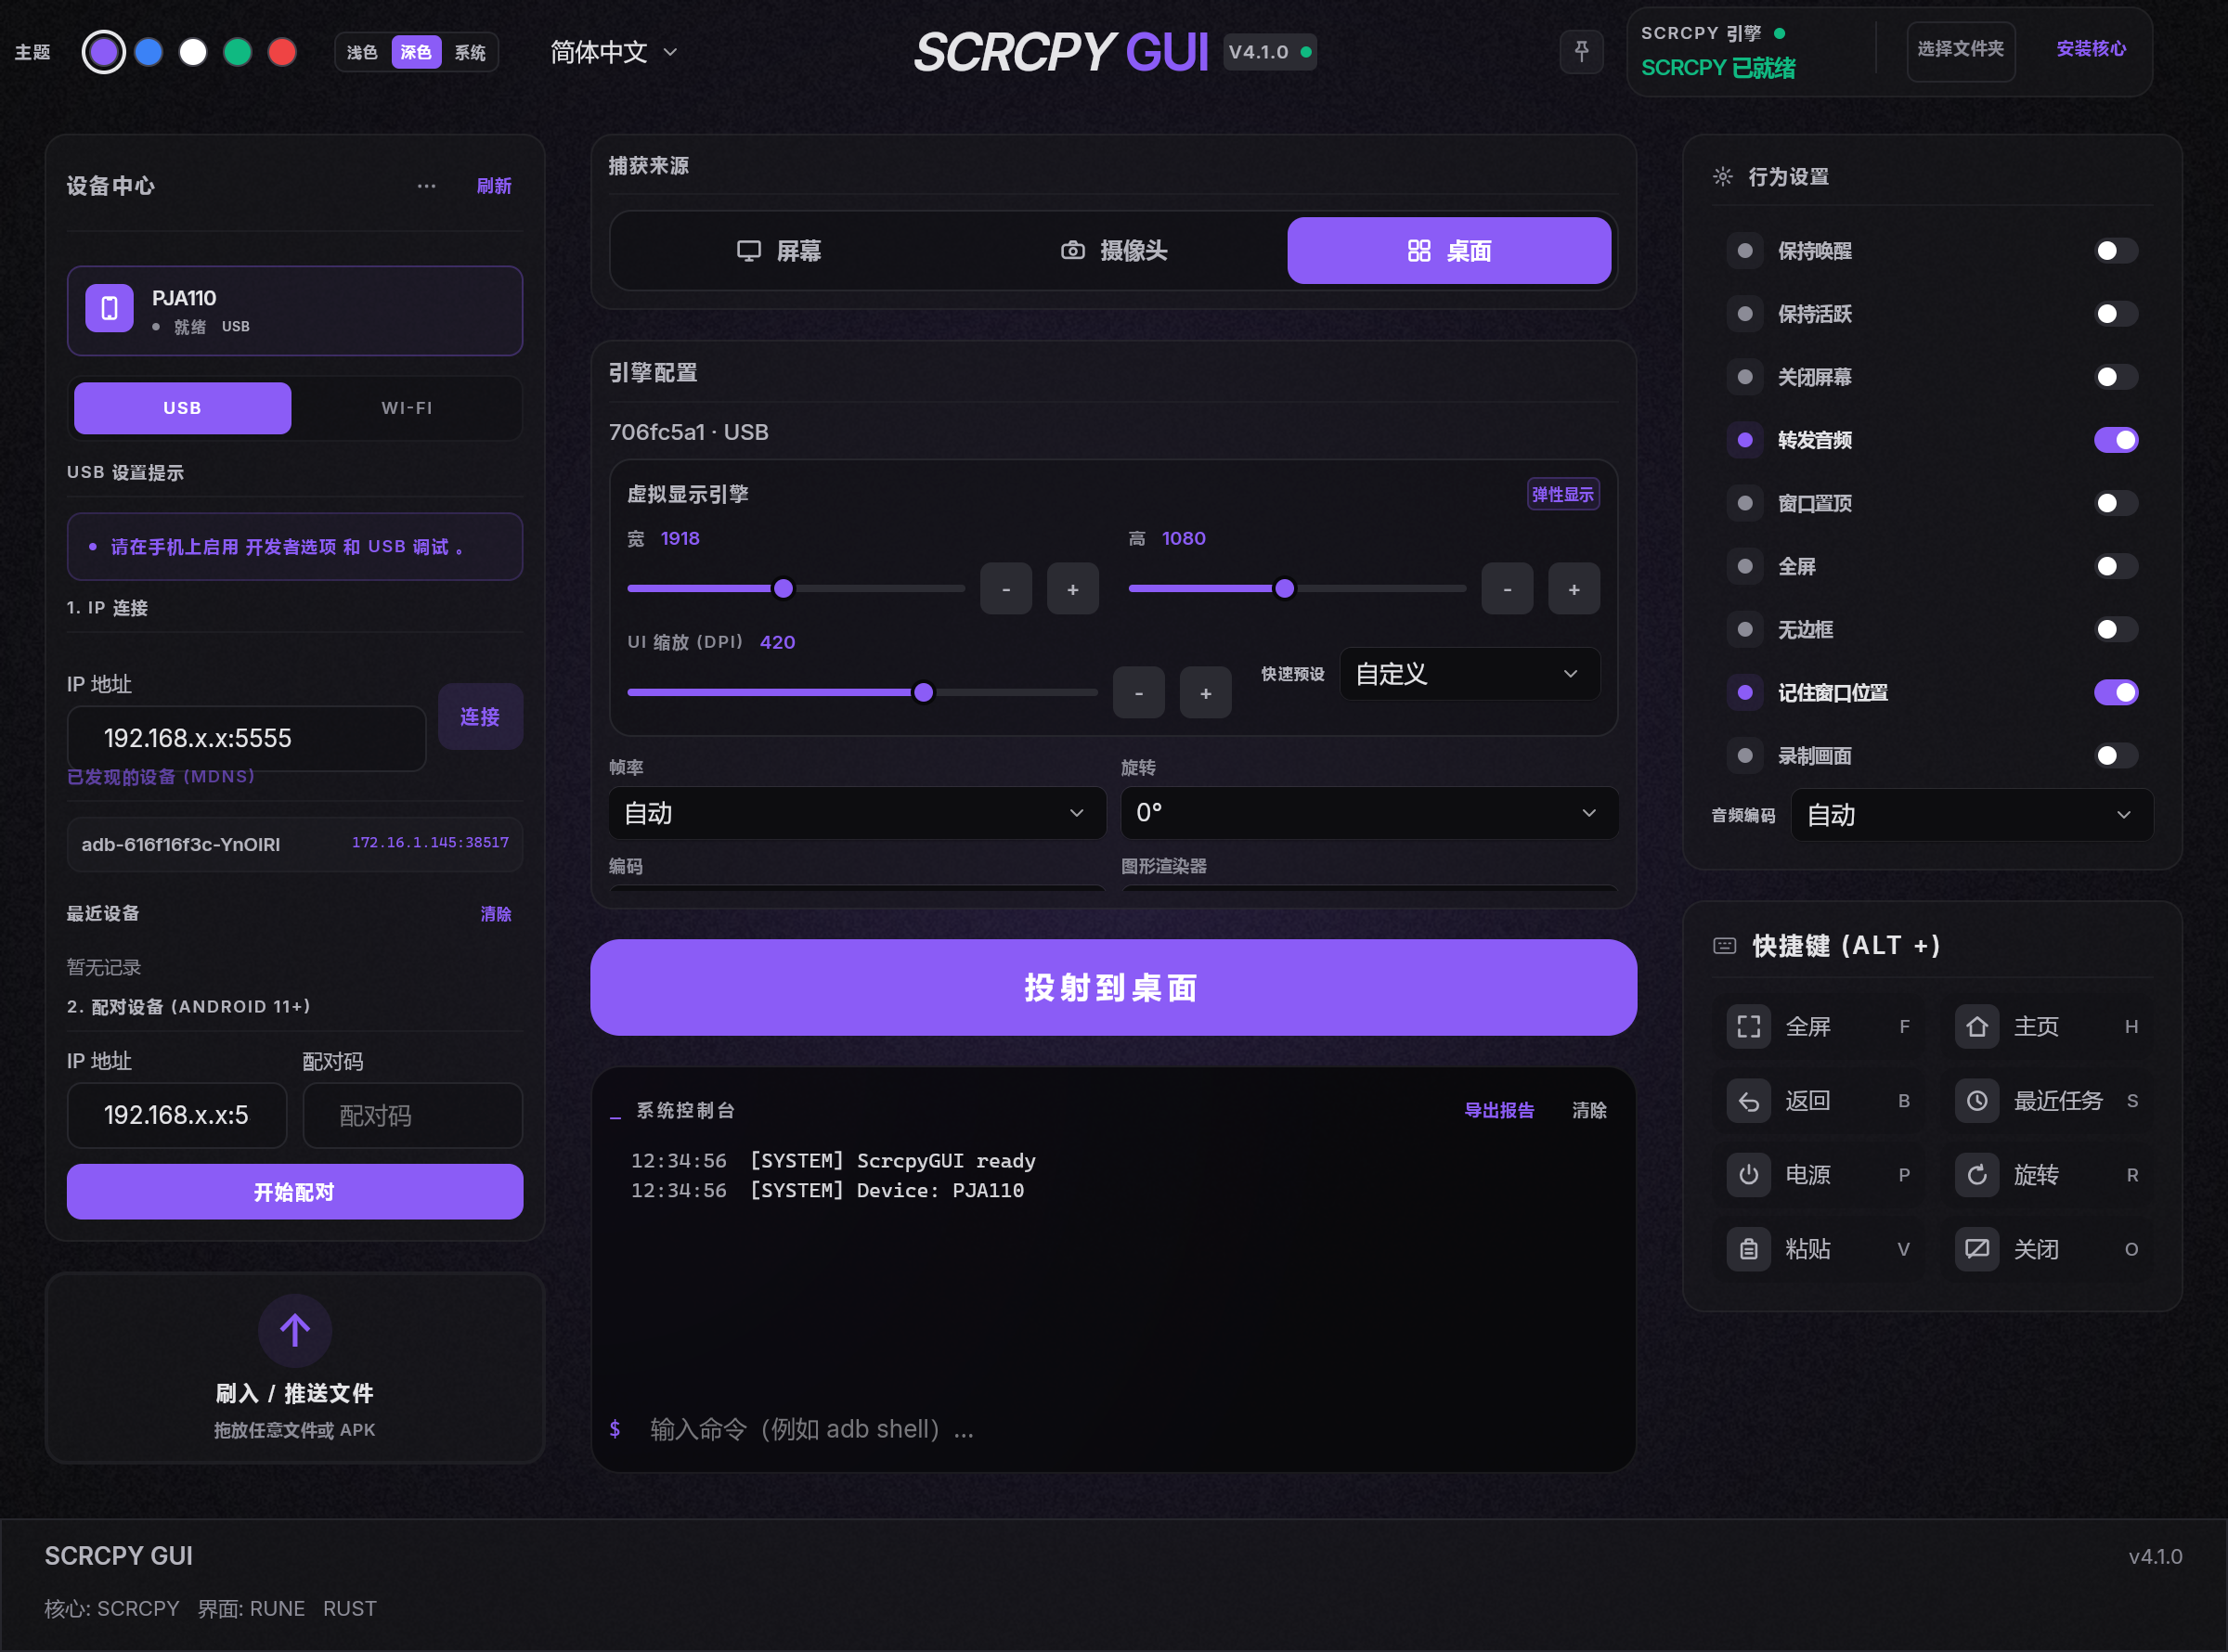 主题
浅色 深色 系统
简体中文
SCRCPY GUI V4.1.0
SCRCPY 引擎
SCRCPY 已就绪
选择文件夹
安装核心
设备中心
··· 刷新
PJA110
就绪 USB
USB WI-FI
USB 设置提示
• 请在手机上启用 开发者选项 和 USB 调试 。
1. IP 连接
IP 地址
192.168.x.x:5555
连接
已发现的设备 (MDNS)
adb-616f16f3c-YnOIRI 172.16.1.145:38517
最近设备 清除
暂无记录
2. 配对设备 (ANDROID 11+)
IP 地址 配对码
192.168.x.x:5 配对码
开始配对
刷入 / 推送文件
拖放任意文件或 APK
捕获来源
屏幕 摄像头 桌面
引擎配置
706fc5a1 · USB
虚拟显示引擎 弹性显示
宽 1918 高 1080
- + - +
UI 缩放 (DPI) 420
- +
快速预设 自定义
帧率 旋转
自动 0°
编码 图形渲染器
投射到桌面
_ 系统控制台 导出报告 清除
12:34:56 [SYSTEM] ScrcpyGUI ready
12:34:56 [SYSTEM] Device: PJA110
$ 输入命令（例如 adb shell）...
行为设置
保持唤醒
保持活跃
关闭屏幕
转发音频
窗口置顶
全屏
无边框
记住窗口位置
录制画面
音频编码 自动
快捷键 (ALT +)
全屏 F 主页 H
返回 B 最近任务 S
电源 P 旋转 R
粘贴 V 关闭 O
SCRCPY GUI v4.1.0
核心: SCRCPY 界面: RUNE RUST